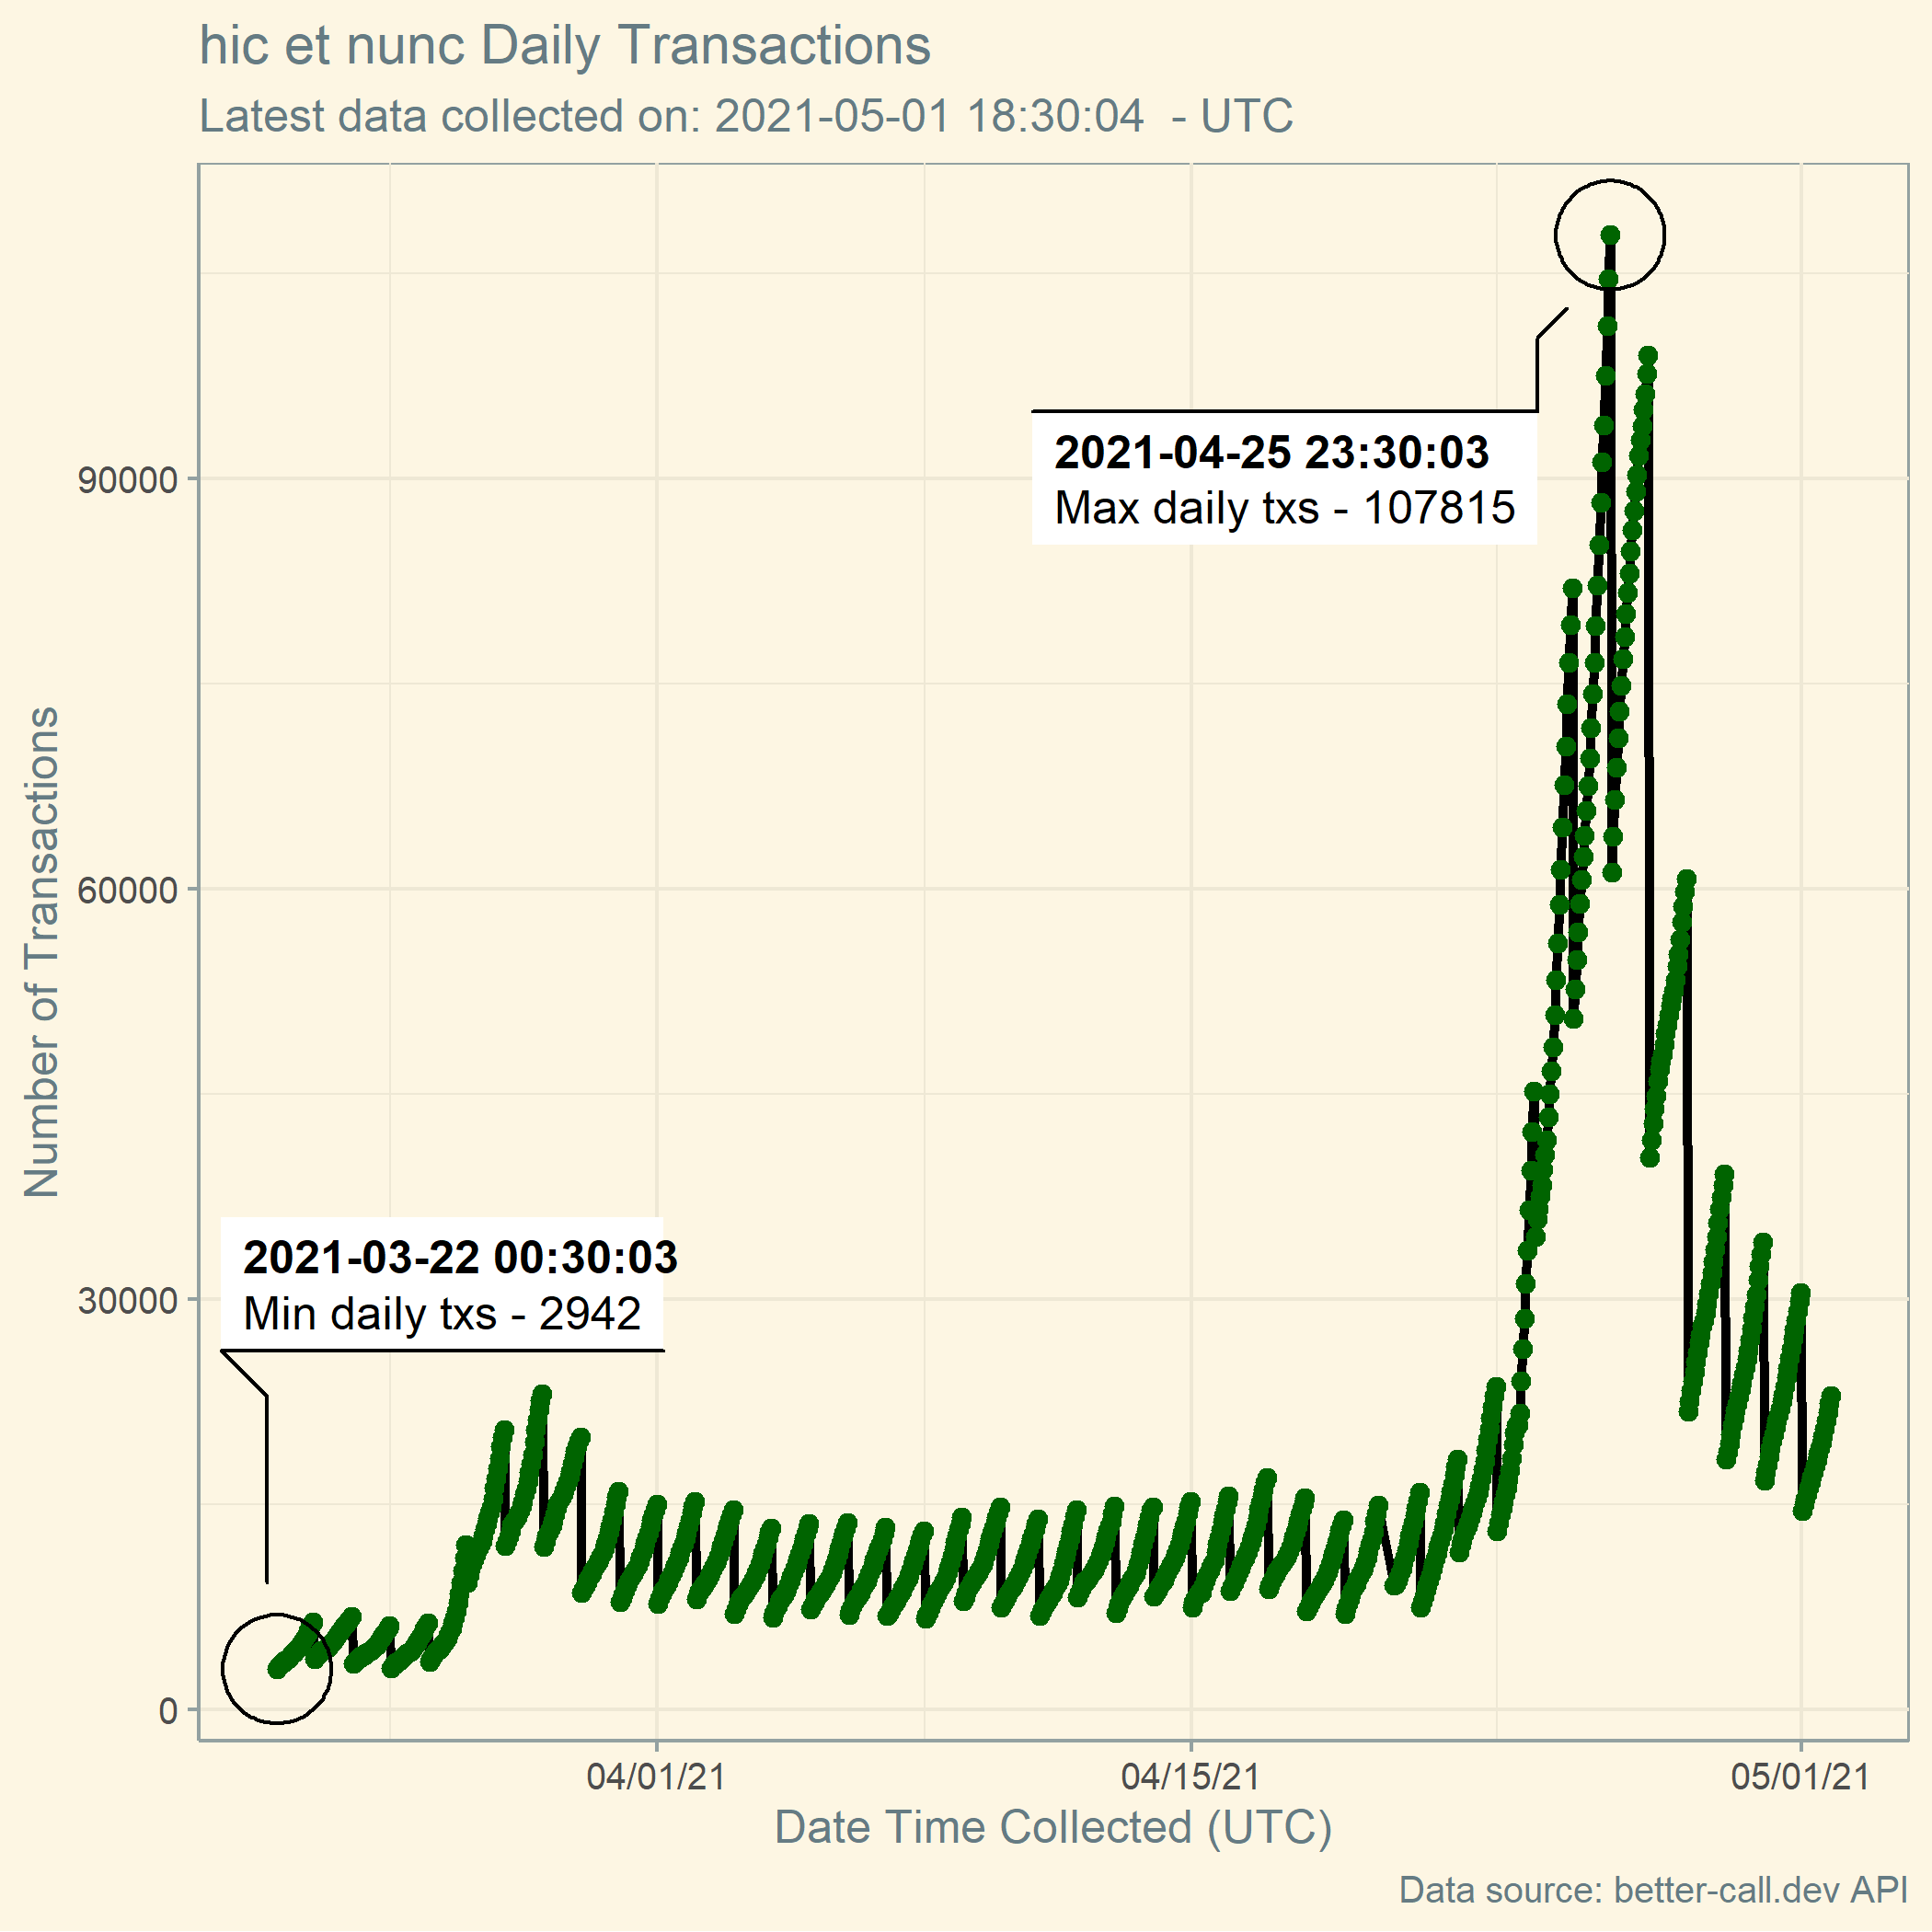 hic et nunc Daily Transactions
Latest data collected on: 2021-05-01 18:30:04  - UTC
2021-04-25 23:30:03
Max daily txs - 107815
2021-03-22 00:30:03
Min daily txs - 2942
Number of Transactions
90000
60000
30000
0
04/01/21
04/15/21
05/01/21
Date Time Collected (UTC)
Data source: better-call.dev API